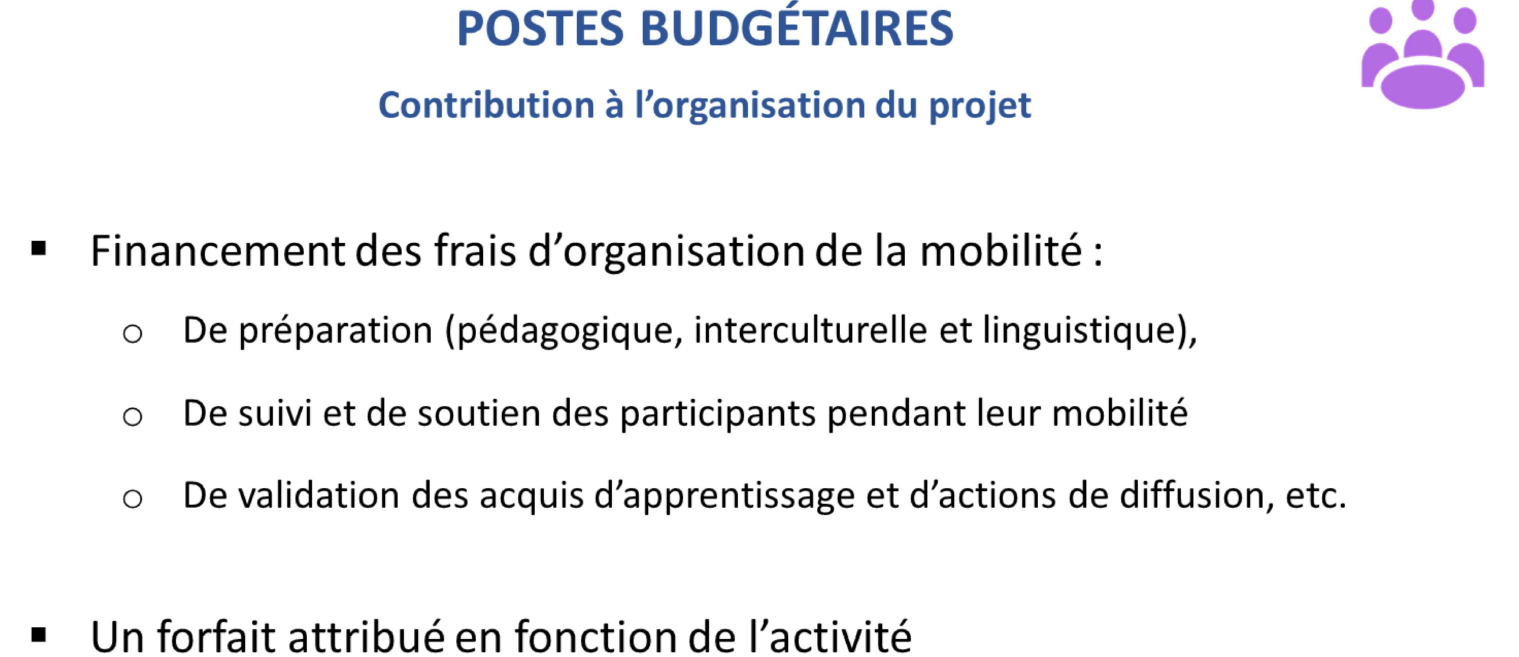 POSTES BUDGÉTAIRES
Contribution à l’organisation du projet
▪ Financement des frais d’organisation de la mobilité :
o De préparation (pédagogique, interculturelle et linguistique),
o De suivi et de soutien des participants pendant leur mobilité
o De validation des acquis d’apprentissage et d’actions de diffusion, etc.
▪ Un forfait attribué en fonction de l’activité